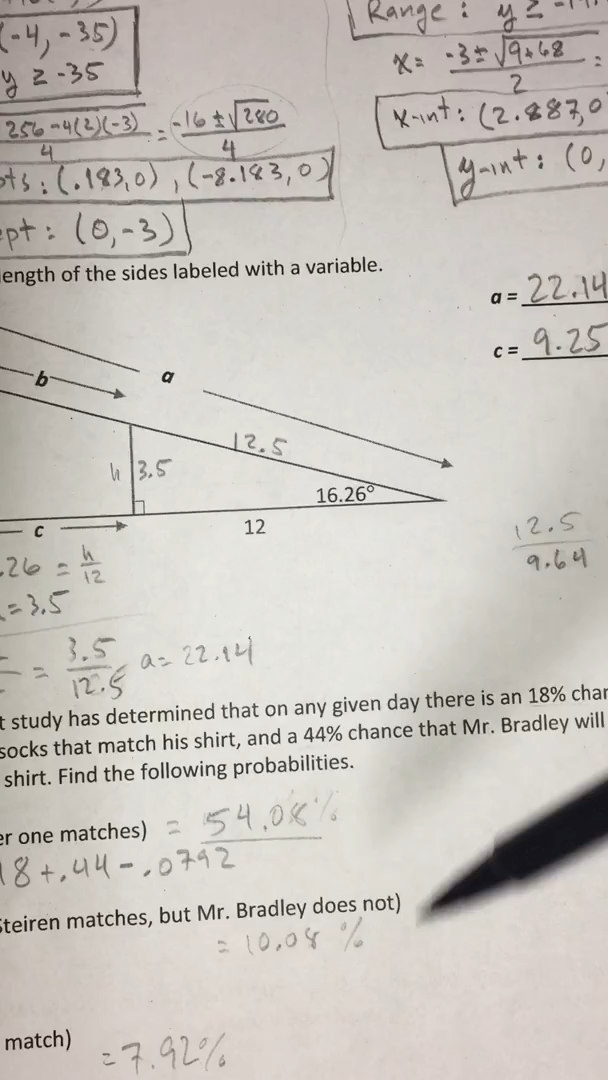 (-4, -35)
y ≥ -35
256-4(2)(-3) = -16 ± √280
4 4
pts: (.183,0), (-8.183, 0)
ept: (0,-3)
Range: y ≥
x = -3 ± √9+68 =
2
x-int: (2.887,0
y-int: (0,
ength of the sides labeled with a variable.
a = 22.14
c = 9.25
b
a
12.5
h 3.5
16.26°
c
12
12.5
9.64
.26 = h
12
= 3.5
= 3.5 a = 22.14
12.5
t study has determined that on any given day there is an 18% char
socks that match his shirt, and a 44% chance that Mr. Bradley will
shirt. Find the following probabilities.
er one matches) = 54.08%
18 + .44 - .0792
Steiren matches, but Mr. Bradley does not)
= 10.08 %
match)
= 7.92%